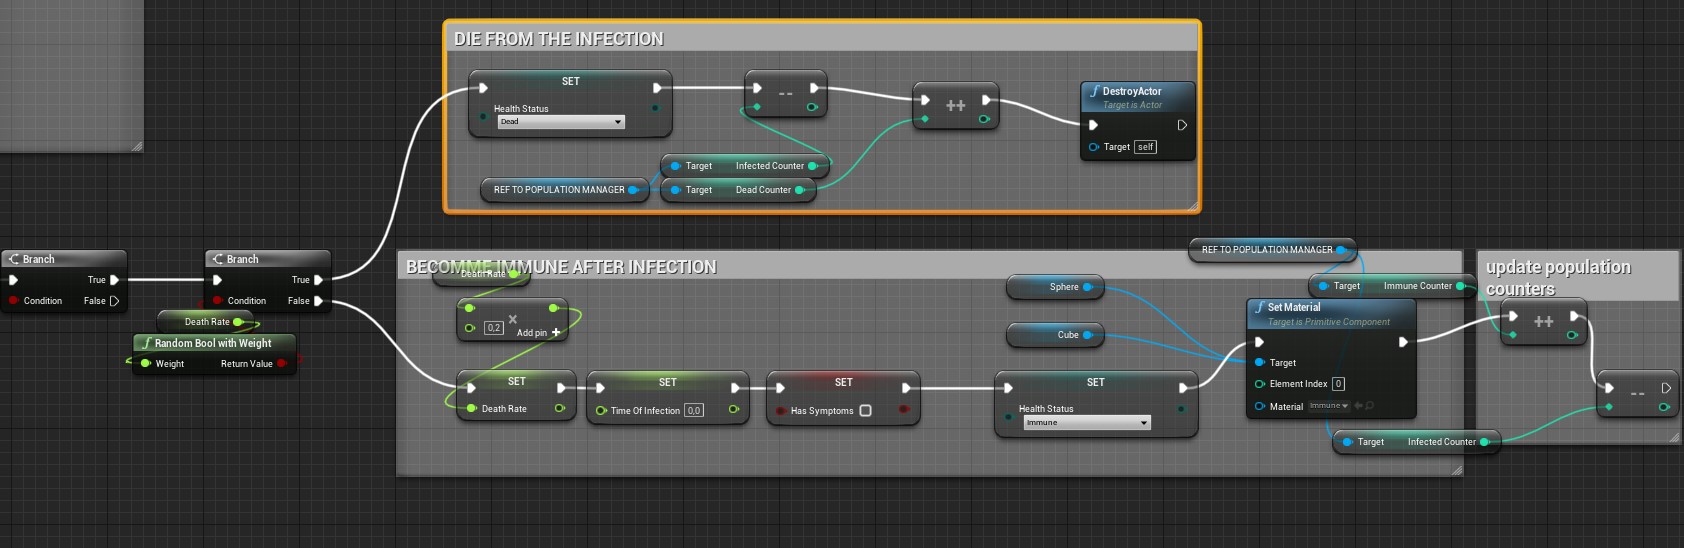 DIE FROM THE INFECTION
SET
Health Status
Dead
--
++
DestroyActor
Target is Actor
Target self
Target Infected Counter
REF TO POPULATION MANAGER
Target Dead Counter
Branch
True
Condition False
Branch
True
Condition False
Death Rate
Random Bool with Weight
Weight Return Value
BECOMME IMMUNE AFTER INFECTION
Death Rate
0,2
×
Add pin +
SET
Death Rate
SET
Time Of Infection 0,0
SET
Has Symptoms
SET
Health Status
Immune
Sphere
Cube
REF TO POPULATION MANAGER
Target Immune Counter
Set Material
Target is Primitive Component
Target
Element Index 0
Material Immune
Target Infected Counter
update population
counters
++
--